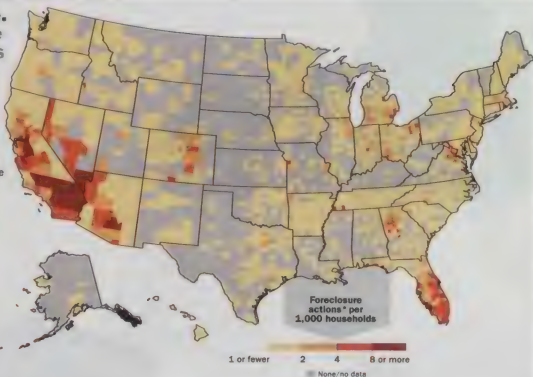 Foreclosure
actions* per
1,000 households
1 or fewer 2 4 8 or more
None/no data